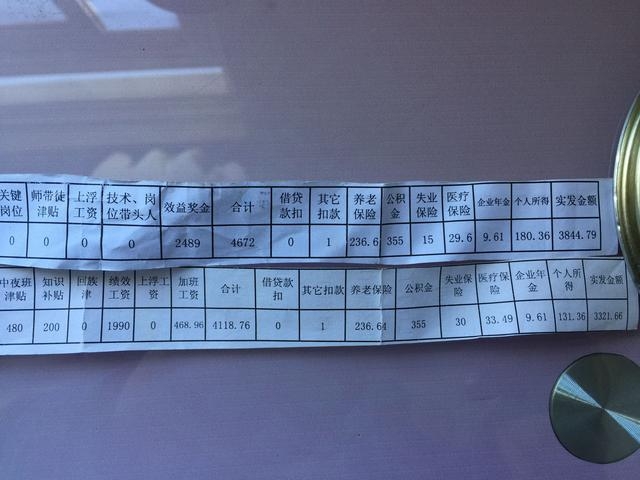 关键岗位 师带徒津贴 上浮工资 技术、岗位带头人 效益奖金 合计 借贷款扣 其它扣款 养老保险 公积金 失业保险 医疗保险 企业年金 个人所得 实发金额
0 0 0 0 2489 4672 0 1 236.6 355 15 29.6 9.61 180.36 3844.79
中夜班津贴 知识补贴 回族津 绩效工资 上浮工资 加班工资 合计 借贷款扣 其它扣款 养老保险 公积金 失业保险 医疗保险 企业年金 个人所得 实发金额
480 200 0 1990 0 468.96 4118.76 0 1 236.64 355 30 33.49 9.61 131.36 3321.66